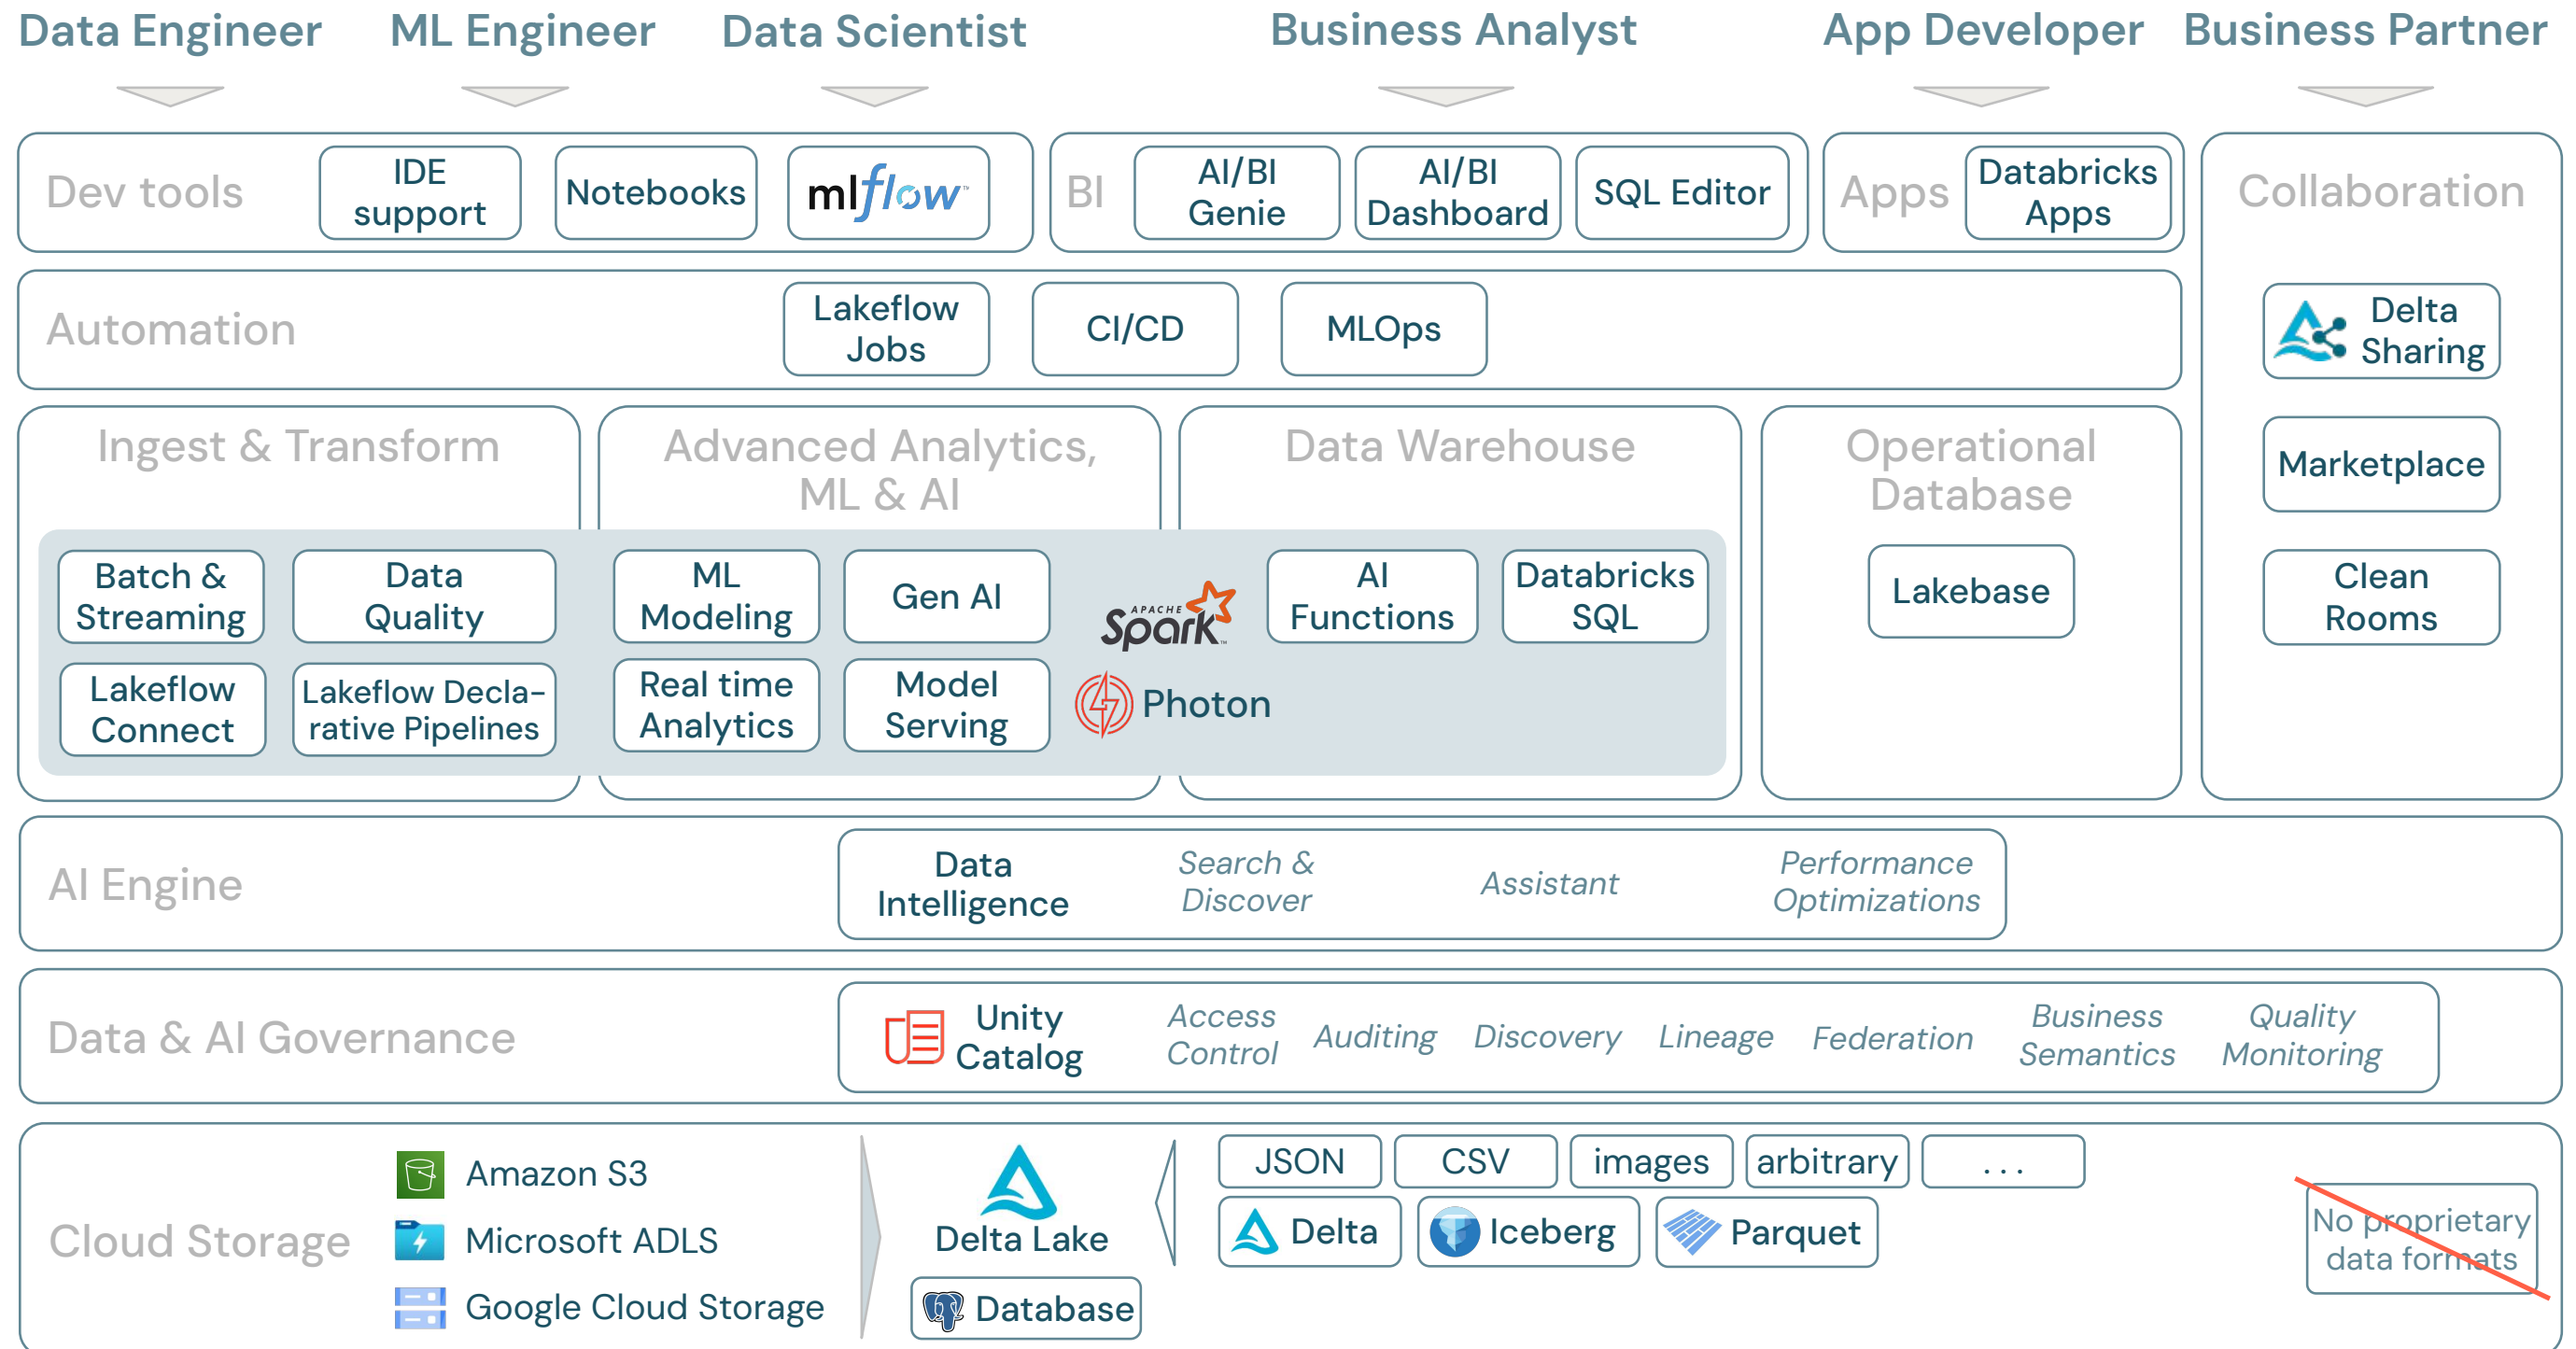 Data Engineer
ML Engineer
Data Scientist
Business Analyst
App Developer
Business Partner
Dev tools
IDE
support
Notebooks
mlflow™
BI
AI/BI
Genie
AI/BI
Dashboard
SQL Editor
Apps
Databricks
Apps
Collaboration
Delta
Sharing
Marketplace
Clean
Rooms
Automation
Lakeflow
Jobs
CI/CD
MLOps
Ingest & Transform
Batch &
Streaming
Data
Quality
Lakeflow
Connect
Lakeflow Decla-
rative Pipelines
Advanced Analytics,
ML & AI
ML
Modeling
Gen AI
Real time
Analytics
Model
Serving
APACHE
Spark™
Photon
Data Warehouse
AI
Functions
Databricks
SQL
Operational
Database
Lakebase
AI Engine
Data
Intelligence
Search &
Discover
Assistant
Performance
Optimizations
Data & AI Governance
Unity
Catalog
Access
Control
Auditing
Discovery
Lineage
Federation
Business
Semantics
Quality
Monitoring
Cloud Storage
Amazon S3
Microsoft ADLS
Google Cloud Storage
Delta Lake
Database
JSON
CSV
images
arbitrary
...
Delta
Iceberg
Parquet
No proprietary
data formats